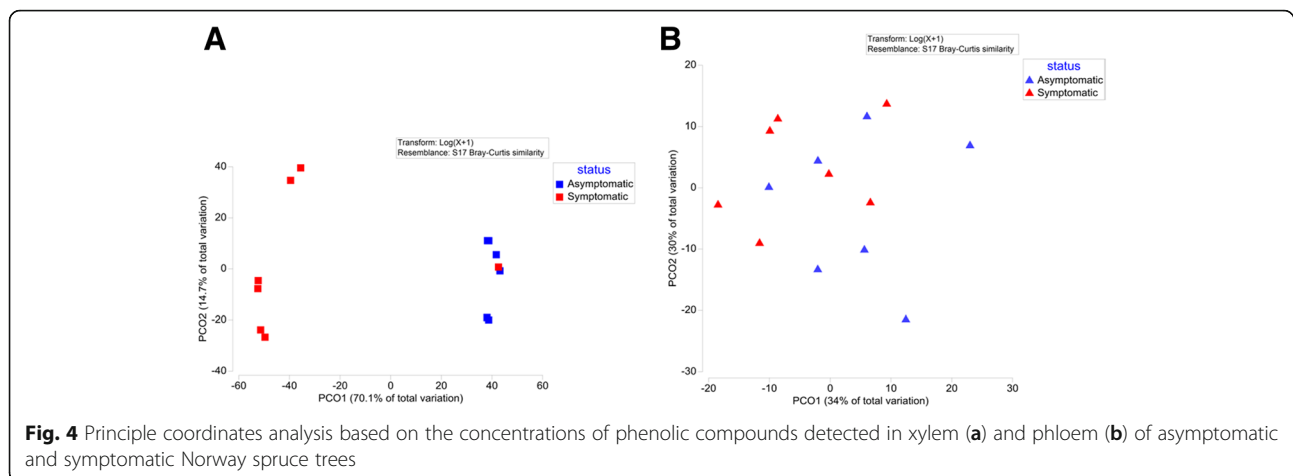 A
Transform: Log(X+1)
Resemblance: S17 Bray-Curtis similarity
status
Asymptomatic
Symptomatic
40
20
0
-20
-40
PCO2 (14.7% of total variation)
-60
-40
-20
0
20
40
60
PCO1 (70.1% of total variation)
B
Transform: Log(X+1)
Resemblance: S17 Bray-Curtis similarity
status
Asymptomatic
Symptomatic
20
10
0
-10
-20
-30
PCO2 (30% of total variation)
-20
-10
0
10
20
30
PCO1 (34% of total variation)
Fig. 4 Principle coordinates analysis based on the concentrations of phenolic compounds detected in xylem (a) and phloem (b) of asymptomatic
and symptomatic Norway spruce trees